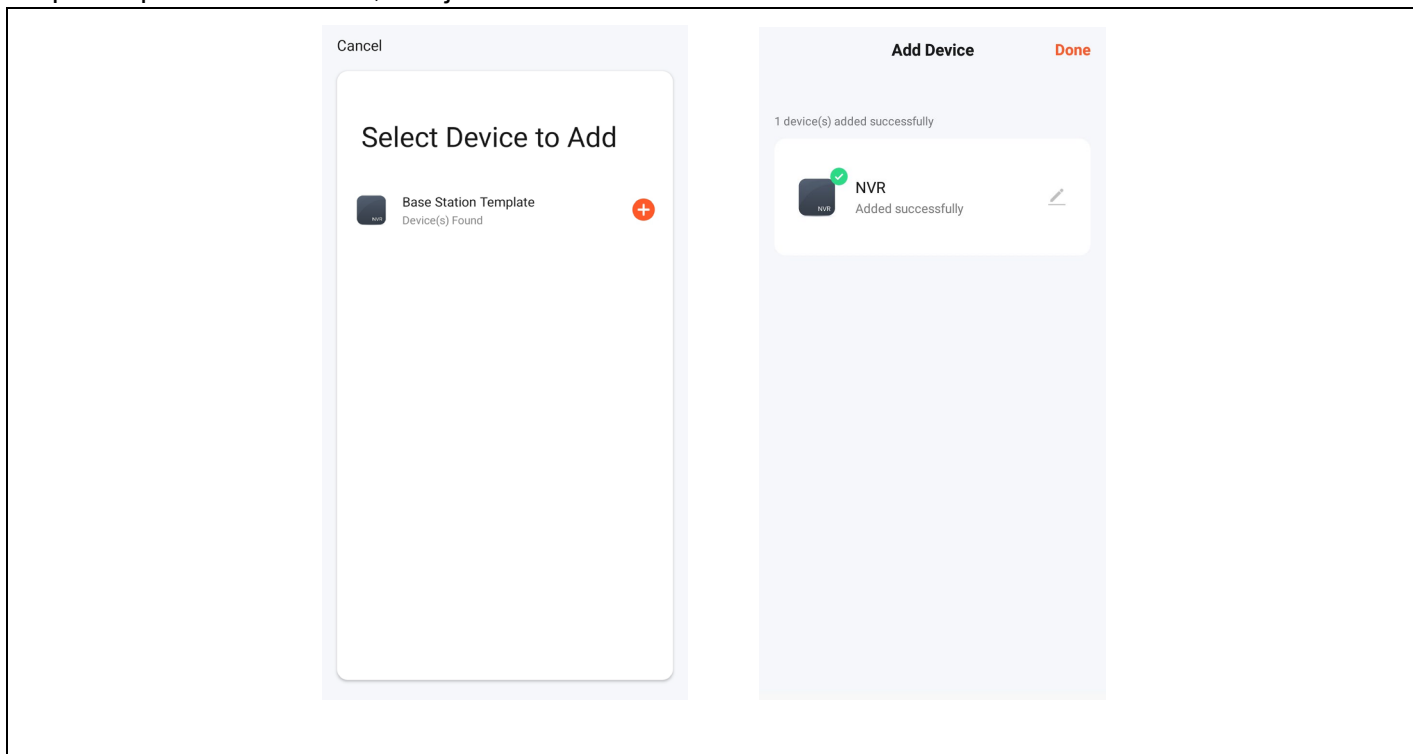 Cancel
Select Device to Add
NVR
Base Station Template
Device(s) Found
Add Device
Done
1 device(s) added successfully
NVR
NVR
Added successfully